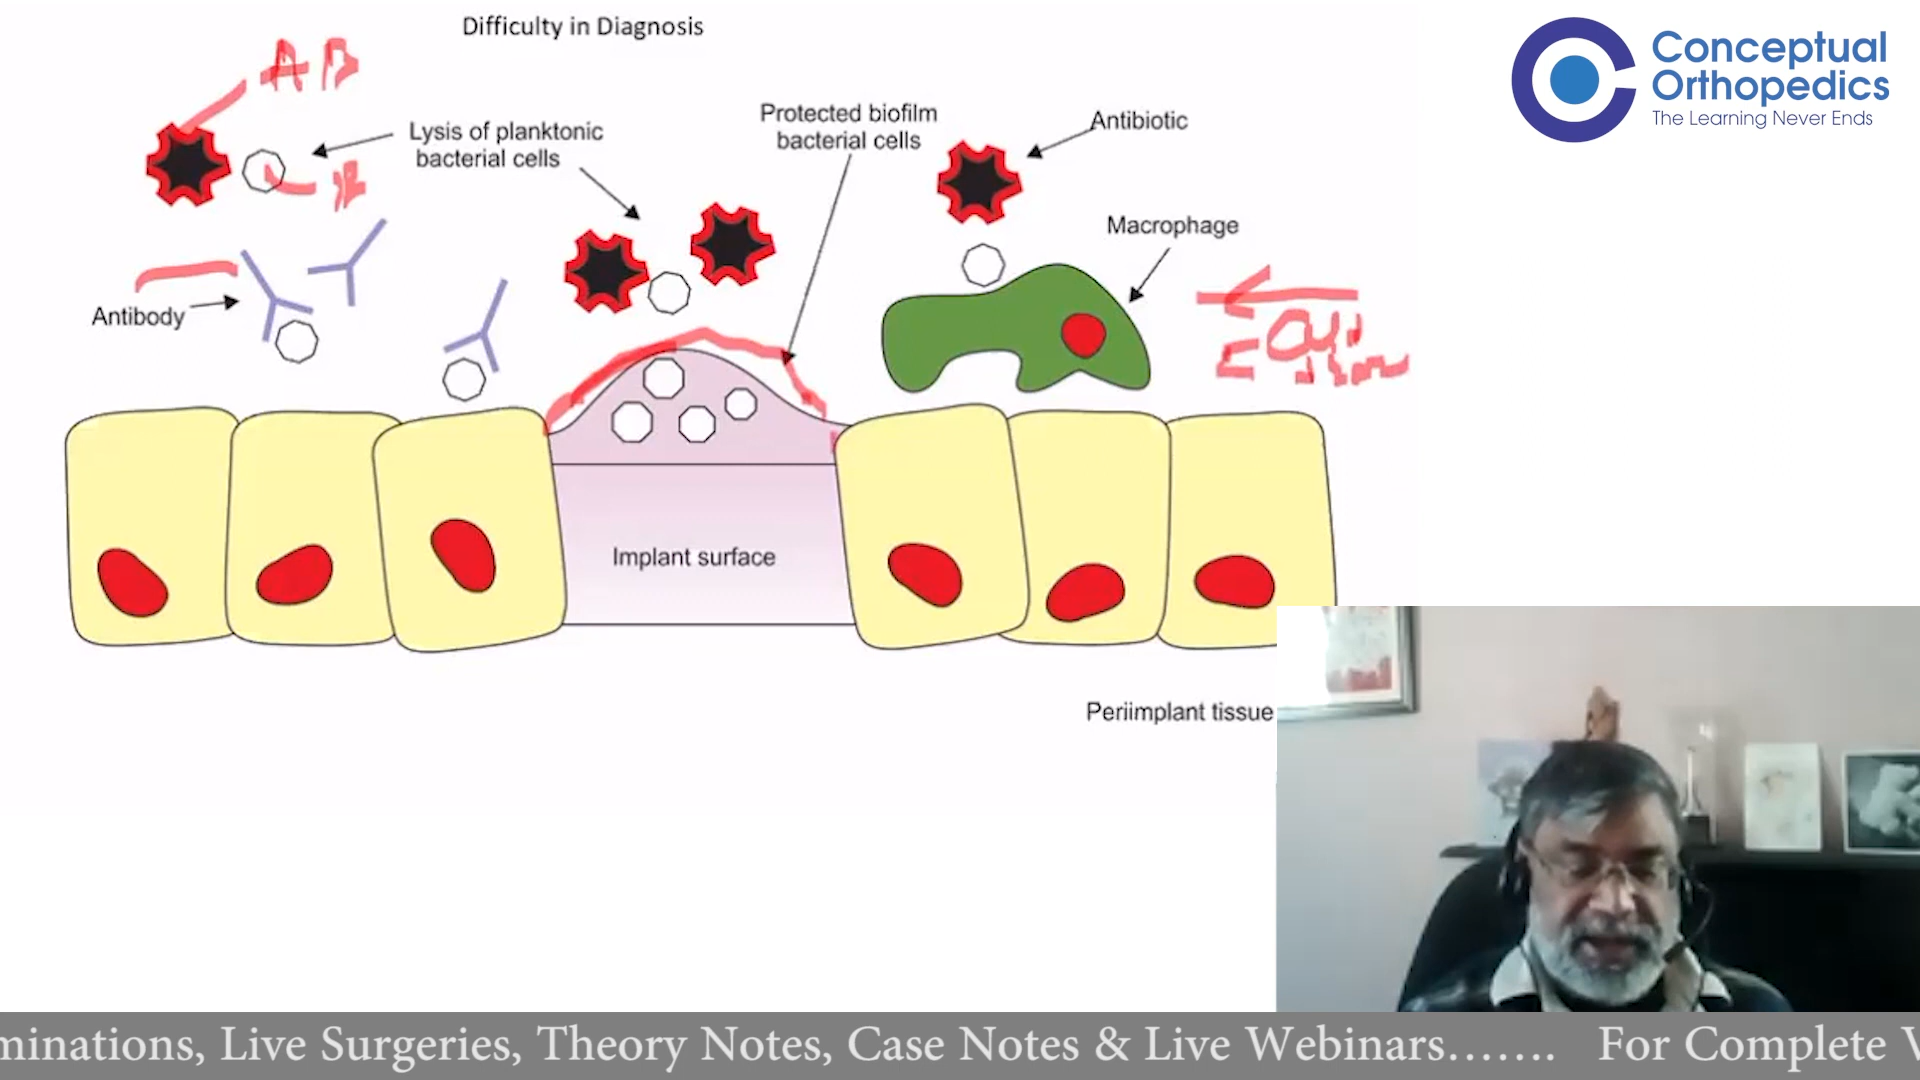 Difficulty in Diagnosis
Conceptual
Orthopedics
The Learning Never Ends
AB
Lysis of planktonic
bacterial cells
Protected biofilm
bacterial cells
Antibiotic
B
Macrophage
Antibody
Implant surface
Periimplant tissue
minations, Live Surgeries, Theory Notes, Case Notes & Live Webinars....... For Complete V